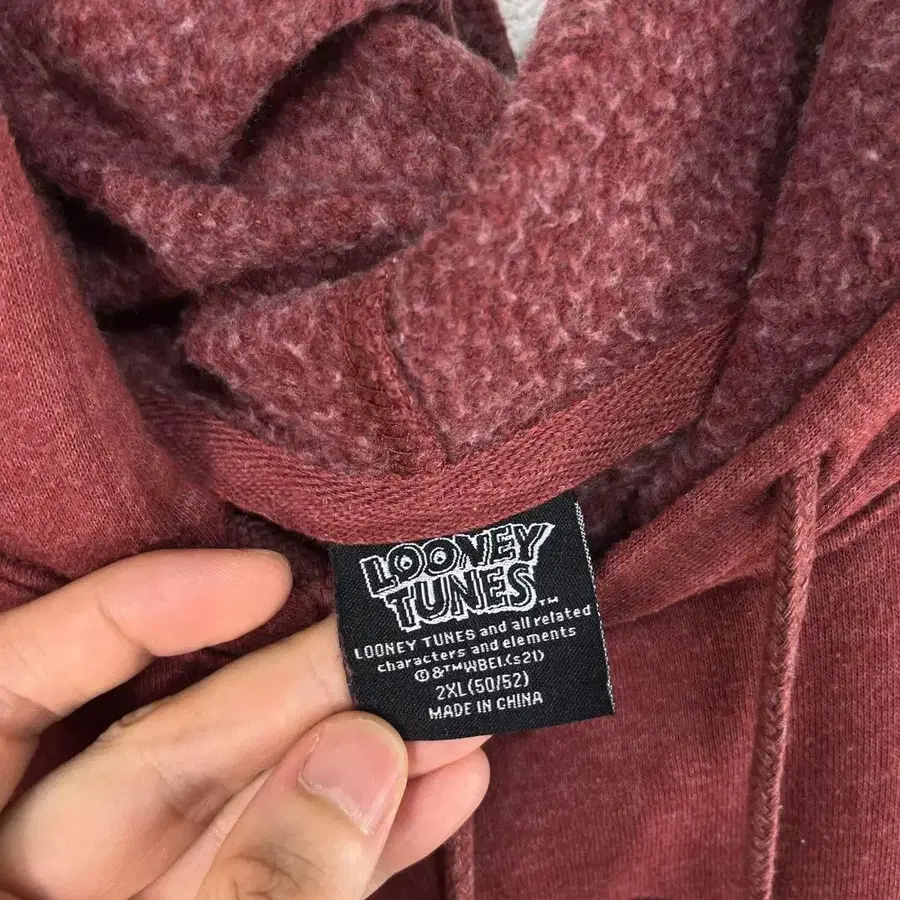 LOONEY
TUNES™
LOONEY TUNES and all related
characters and elements
©&™WBEI.(s21)
2XL(50/52)
MADE IN CHINA